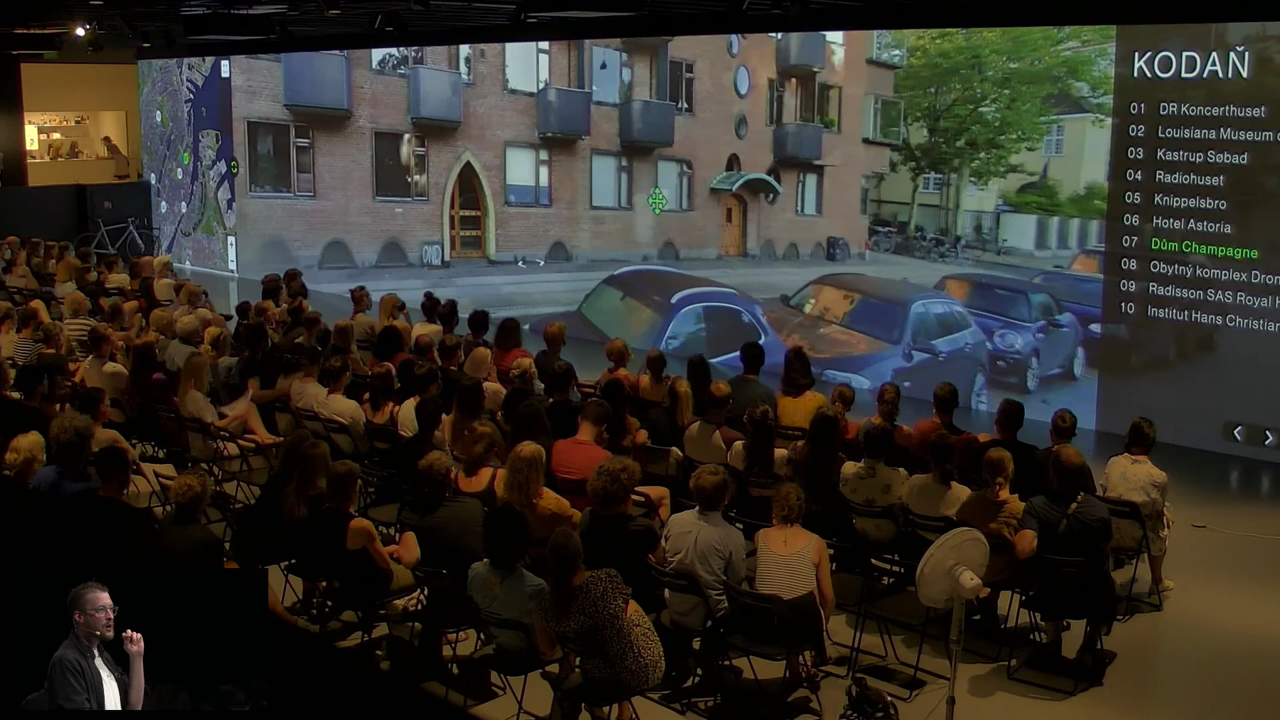 KODAŇ
01 DR Koncerthuset
02 Louisiana Museum
03 Kastrup Søbad
04 Radiohuset
05 Knippelsbro
06 Hotel Astoria
07 Dům Champagne
08 Obytný komplex
09 Radisson SAS Royal
10 Institut Hans Christian